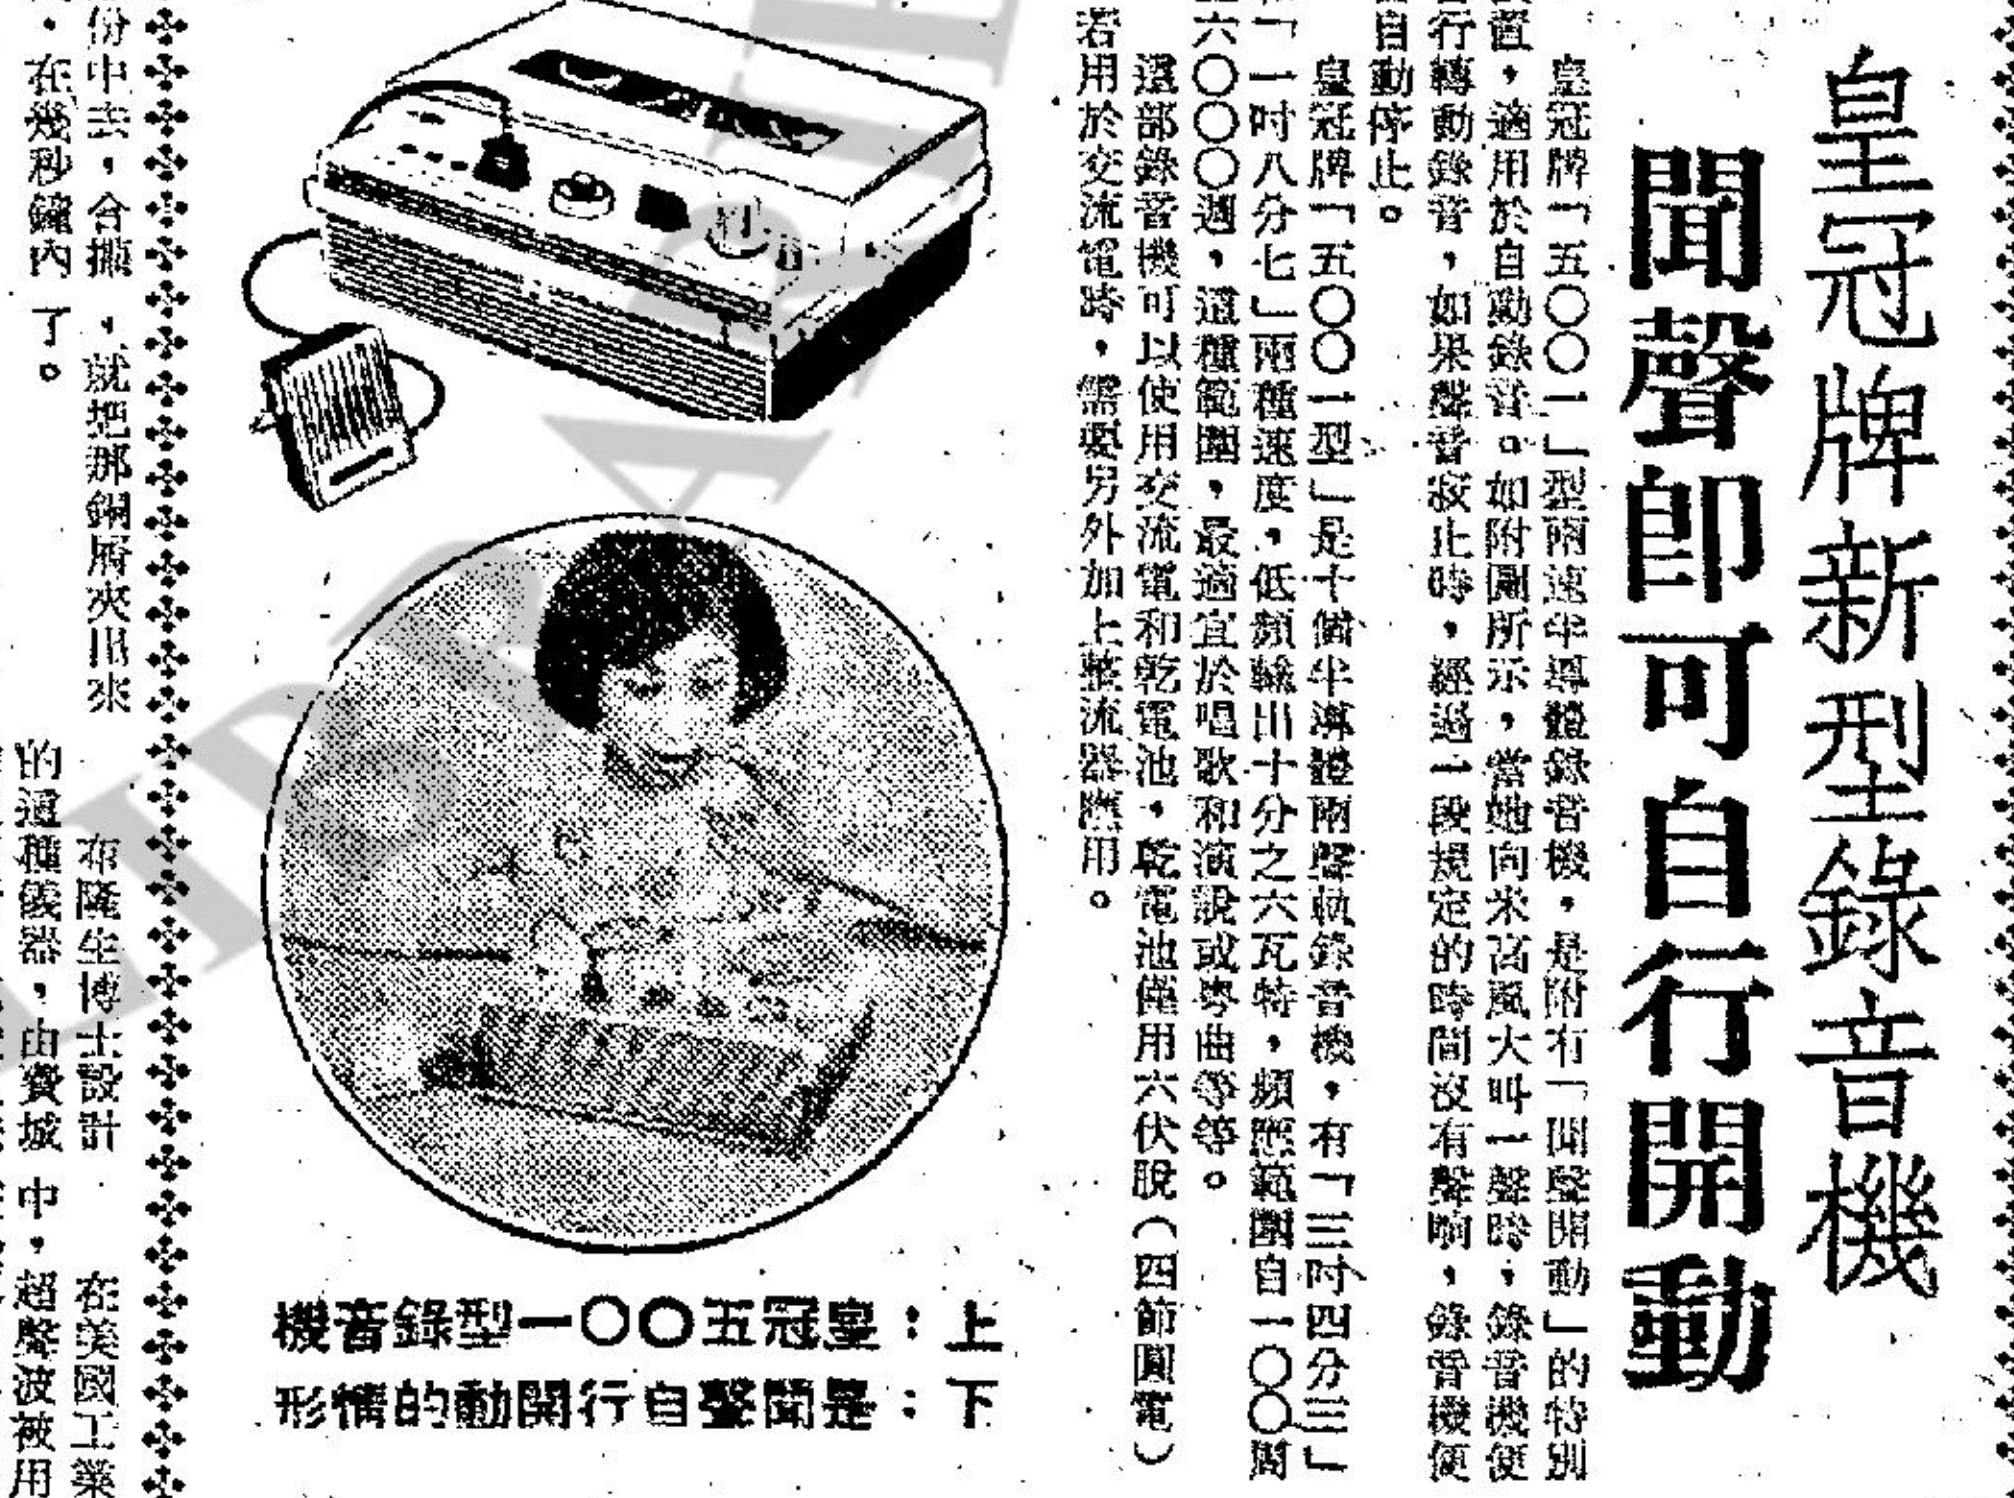 皇冠牌新型錄音機
聞聲即可自行開動
皇冠牌「五〇〇一」型兩速半導體錄音機,是附有「聞聲開動」的特別
置,適用於自動錄音。如附圖所示,當她向米高風大叫一聲時,錄音機便
行轉動錄音,如果聲音寂止時,經過一段規定的時間沒有聲响,錄音機便
自動停止。
皇冠牌「五〇〇一型」是十個半導體兩聲軌錄音機,有「三吋四分三」
「一吋八分七」兩種速度,低頻輸出十分之六瓦特,頻應範圍自一〇〇周
六〇〇〇週,這種範圍,最適宜於唱歌和演說或粵曲等等。
這部錄音機可以使用交流電和乾電池,乾電池僅用六伏脫(四節圓電)
若用於交流電時,需要另外加上整流器應用。
上:皇冠五〇〇一型錄音機
下:是聞聲自行開動的情形
份中去,合攏,就把那鋼屑夾出來
在幾秒鐘內了。
布隆生博士設計
的這種儀器,由費城
在美國工業
中,超聲波被用
LIBRARIE